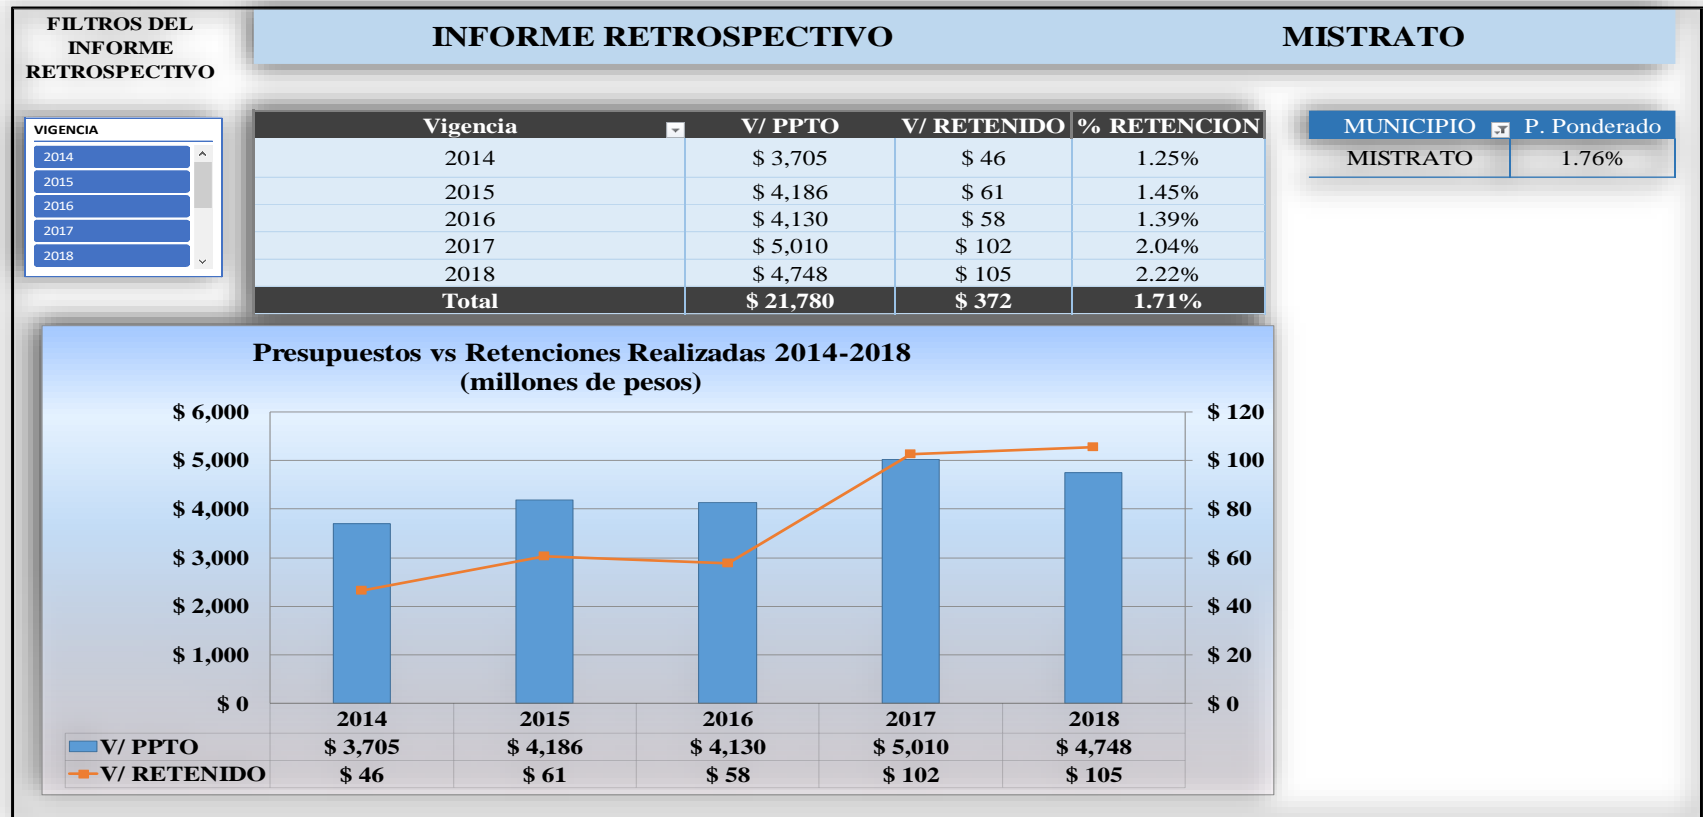 FILTROS DEL
INFORME
RETROSPECTIVO
INFORME RETROSPECTIVO MISTRATO
VIGENCIA
2014
2015
2016
2017
2018
Vigencia V/ PPTO V/ RETENIDO % RETENCION
2014 $ 3,705 $ 46 1.25%
2015 $ 4,186 $ 61 1.45%
2016 $ 4,130 $ 58 1.39%
2017 $ 5,010 $ 102 2.04%
2018 $ 4,748 $ 105 2.22%
Total $ 21,780 $ 372 1.71%
MUNICIPIO P. Ponderado
MISTRATO 1.76%
Presupuestos vs Retenciones Realizadas 2014-2018
(millones de pesos)
$ 6,000 $ 120
$ 5,000 $ 100
$ 4,000 $ 80
$ 3,000 $ 60
$ 2,000 $ 40
$ 1,000 $ 20
$ 0 $ 0
2014 2015 2016 2017 2018
V/ PPTO $ 3,705 $ 4,186 $ 4,130 $ 5,010 $ 4,748
V/ RETENIDO $ 46 $ 61 $ 58 $ 102 $ 105